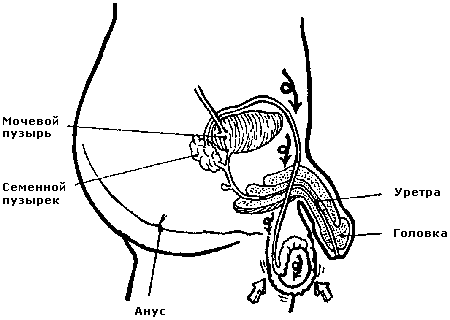 Мочевой
пузырь
Семенной
пузырек
Уретра
Головка
Анус